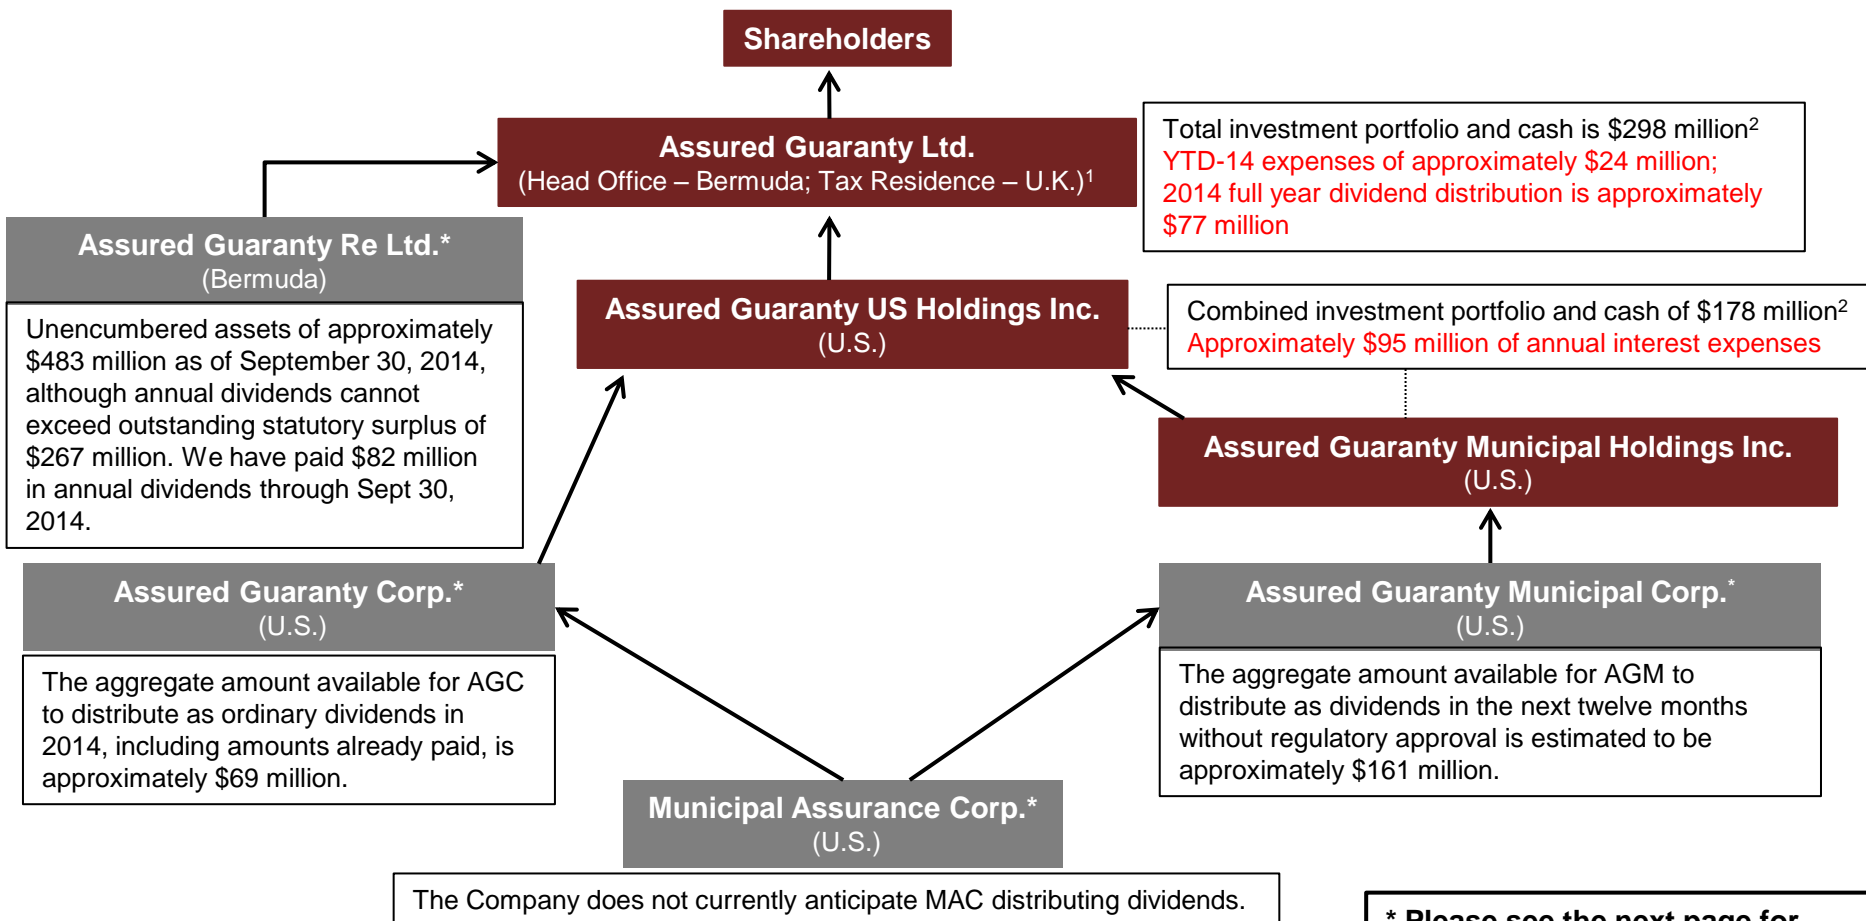 Shareholders
Assured Guaranty Ltd.
(Head Office – Bermuda; Tax Residence – U.K.)¹
Total investment portfolio and cash is $298 million²
YTD-14 expenses of approximately $24 million;
2014 full year dividend distribution is approximately
$77 million
Assured Guaranty Re Ltd.*
(Bermuda)
Unencumbered assets of approximately
$483 million as of September 30, 2014,
although annual dividends cannot
exceed outstanding statutory surplus of
$267 million. We have paid $82 million
in annual dividends through Sept 30,
2014.
Assured Guaranty US Holdings Inc.
(U.S.)
Combined investment portfolio and cash of $178 million²
Approximately $95 million of annual interest expenses
Assured Guaranty Municipal Holdings Inc.
(U.S.)
Assured Guaranty Corp.*
(U.S.)
The aggregate amount available for AGC
to distribute as ordinary dividends in
2014, including amounts already paid, is
approximately $69 million.
Assured Guaranty Municipal Corp.*
(U.S.)
The aggregate amount available for AGM to
distribute as dividends in the next twelve months
without regulatory approval is estimated to be
approximately $161 million.
Municipal Assurance Corp.*
(U.S.)
The Company does not currently anticipate MAC distributing dividends.
* Please see the next page for